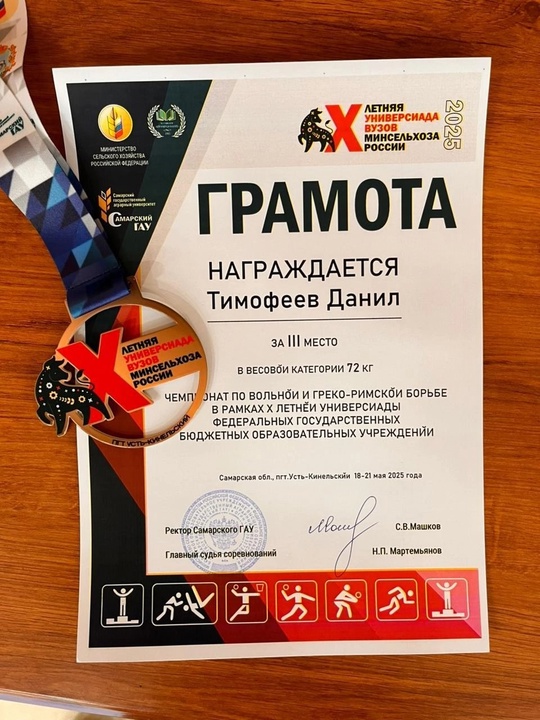 МИНИСТЕРСТВО
СЕЛЬСКОГО ХОЗЯЙСТВА
РОССИЙСКОЙ ФЕДЕРАЦИИ
X
ЛЕТНЯЯ
УНИВЕРСИАДА
ВУЗОВ
МИНСЕЛЬХОЗА
РОССИИ
2025
Самарский
государственный
аграрный университет
САМАРСКИЙ
ГАУ
ГРАМОТА
НАГРАЖДАЕТСЯ
Тимофеев Данил
ЗА III МЕСТО
В ВЕСОВОЙ КАТЕГОРИИ 72 КГ
ЧЕМПИОНАТ ПО ВОЛЬНОЙ И ГРЕКО-РИМСКОЙ БОРЬБЕ
В РАМКАХ X ЛЕТНЕЙ УНИВЕРСИАДЫ
ФЕДЕРАЛЬНЫХ ГОСУДАРСТВЕННЫХ
БЮДЖЕТНЫХ ОБРАЗОВАТЕЛЬНЫХ УЧРЕЖДЕНИЙ
Самарская обл., пгт.Усть-Кинельский 18-21 мая 2025 года
Ректор Самарского ГАУ
С.В.Машков
Главный судья соревнований
Н.П. Мартемьянов
X
ЛЕТНЯЯ
УНИВЕРСИАДА
ВУЗОВ
МИНСЕЛЬХОЗА
РОССИИ
ПГТ УСТЬ-КИНЕЛЬСКИЙ